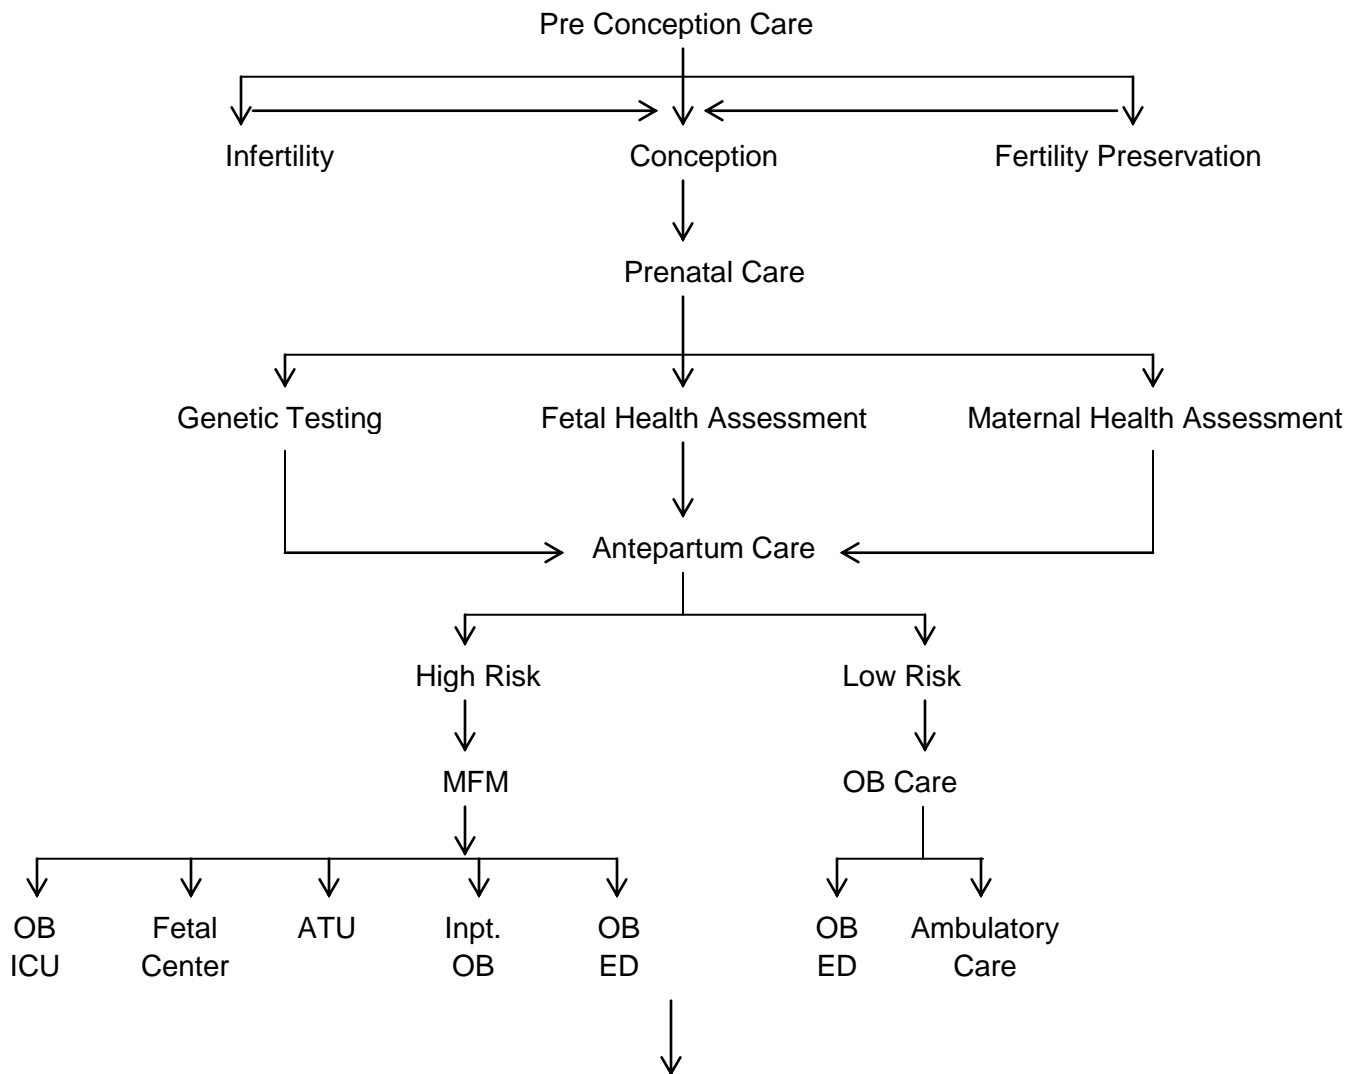 Pre Conception Care
Infertility
Conception
Fertility Preservation
Prenatal Care
Genetic Testing
Fetal Health Assessment
Maternal Health Assessment
Antepartum Care
High Risk
Low Risk
MFM
OB Care
OB
ICU
Fetal
Center
ATU
Inpt.
OB
OB
ED
OB
ED
Ambulatory
Care